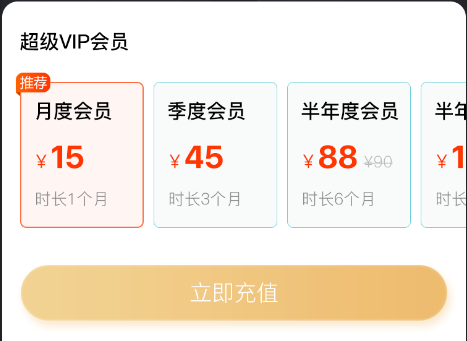 超级VIP会员
推荐
月度会员 季度会员 半年度会员 半年
¥15 ¥45 ¥88 ¥90 ¥1
时长1个月 时长3个月 时长6个月 时长
立即充值